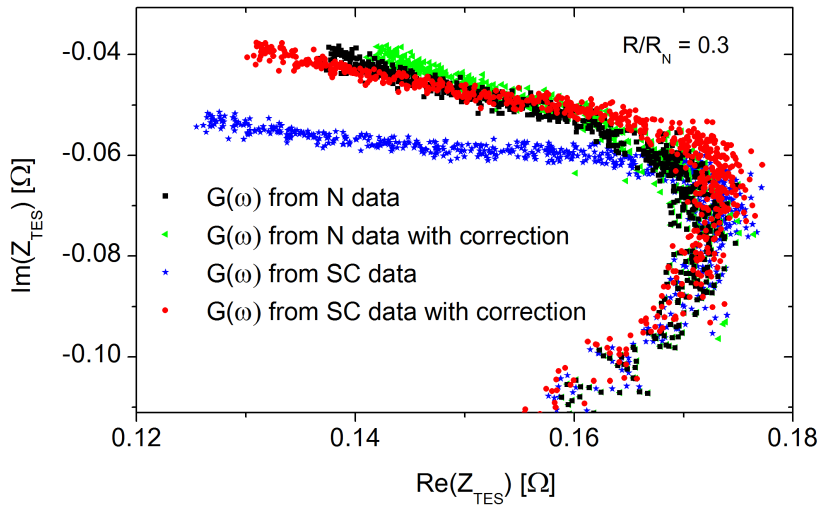 -0.04
R/R_N = 0.3
-0.06
G(ω) from N data
G(ω) from N data with correction
-0.08
G(ω) from SC data
G(ω) from SC data with correction
-0.10
Im(Z_TES) [Ω]
0.12 0.14 0.16 0.18
Re(Z_TES) [Ω]